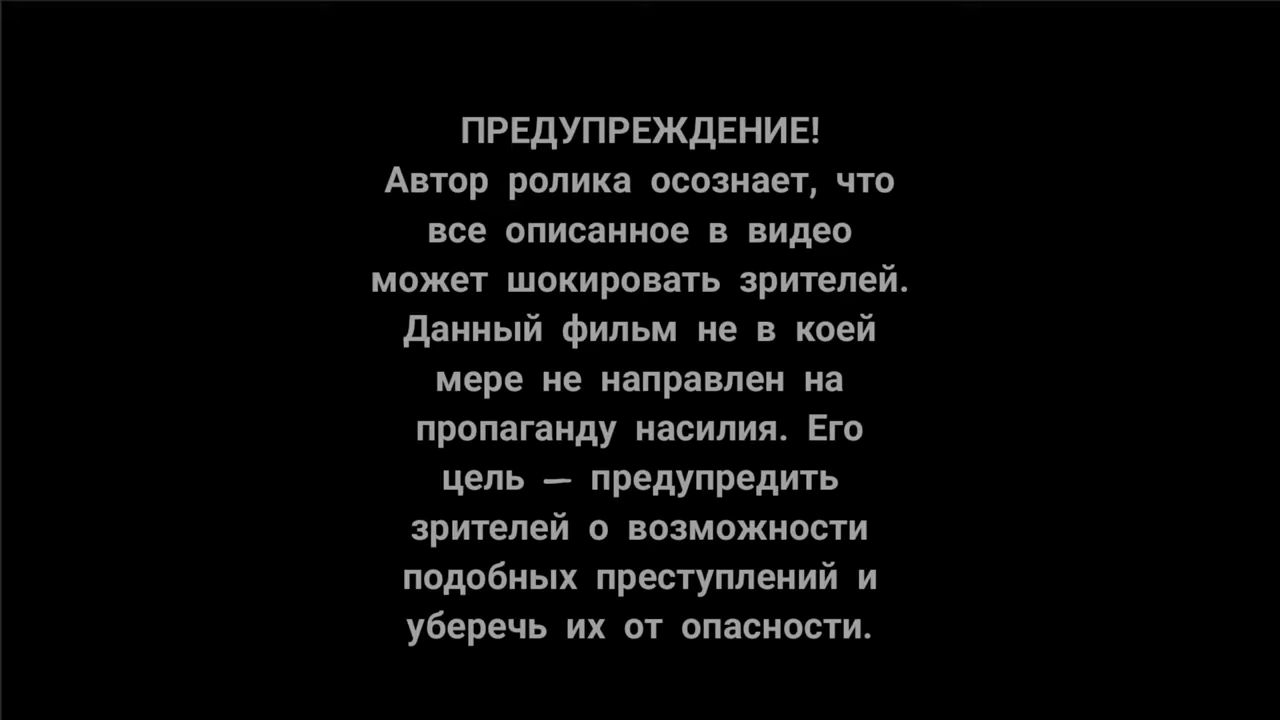 ПРЕДУПРЕЖДЕНИЕ!
Автор ролика осознает, что
все описанное в видео
может шокировать зрителей.
Данный фильм не в коей
мере не направлен на
пропаганду насилия. Его
цель — предупредить
зрителей о возможности
подобных преступлений и
уберечь их от опасности.